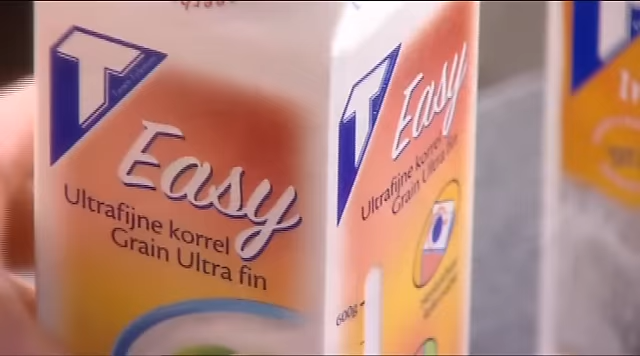 T
Easy
Ultrafijne korrel
Grain Ultra fin
T
Easy
Ultrafijne korrel
Grain Ultra fin
600g
T